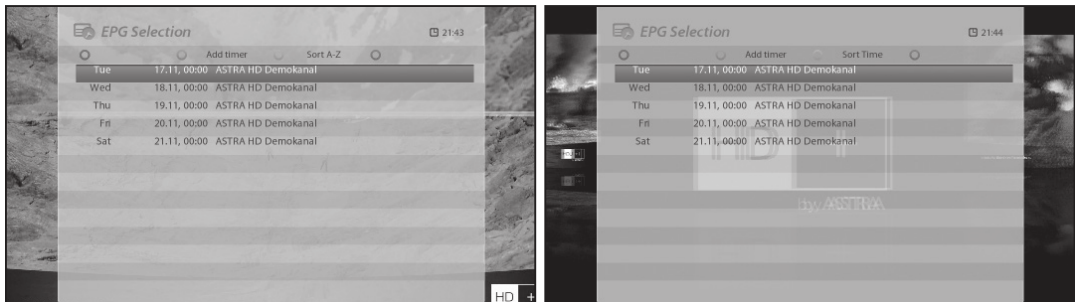 EPG Selection 21:43
Add timer Sort A-Z
Tue 17.11, 00:00 ASTRA HD Demokanal
Wed 18.11, 00:00 ASTRA HD Demokanal
Thu 19.11, 00:00 ASTRA HD Demokanal
Fri 20.11, 00:00 ASTRA HD Demokanal
Sat 21.11, 00:00 ASTRA HD Demokanal
HD +
EPG Selection 21:44
Add timer Sort Time
Tue 17.11, 00:00 ASTRA HD Demokanal
Wed 18.11, 00:00 ASTRA HD Demokanal
Thu 19.11, 00:00 ASTRA HD Demokanal
Fri 20.11, 00:00 ASTRA HD Demokanal
Sat 21.11, 00:00 ASTRA HD Demokanal
HD